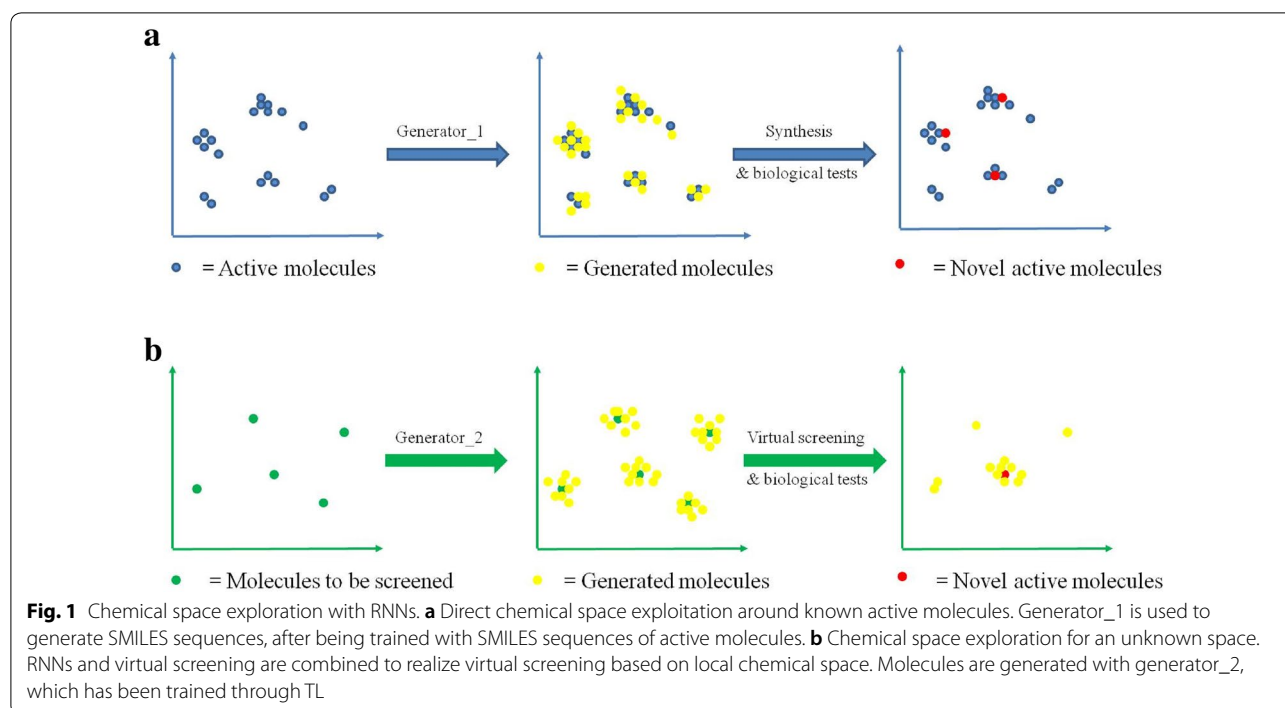 a
Generator_1
Synthesis
& biological tests
= Active molecules
= Generated molecules
= Novel active molecules
b
Generator_2
Virtual screening
& biological tests
= Molecules to be screened
= Generated molecules
= Novel active molecules
Fig. 1 Chemical space exploration with RNNs. a Direct chemical space exploitation around known active molecules. Generator_1 is used to
generate SMILES sequences, after being trained with SMILES sequences of active molecules. b Chemical space exploration for an unknown space.
RNNs and virtual screening are combined to realize virtual screening based on local chemical space. Molecules are generated with generator_2,
which has been trained through TL